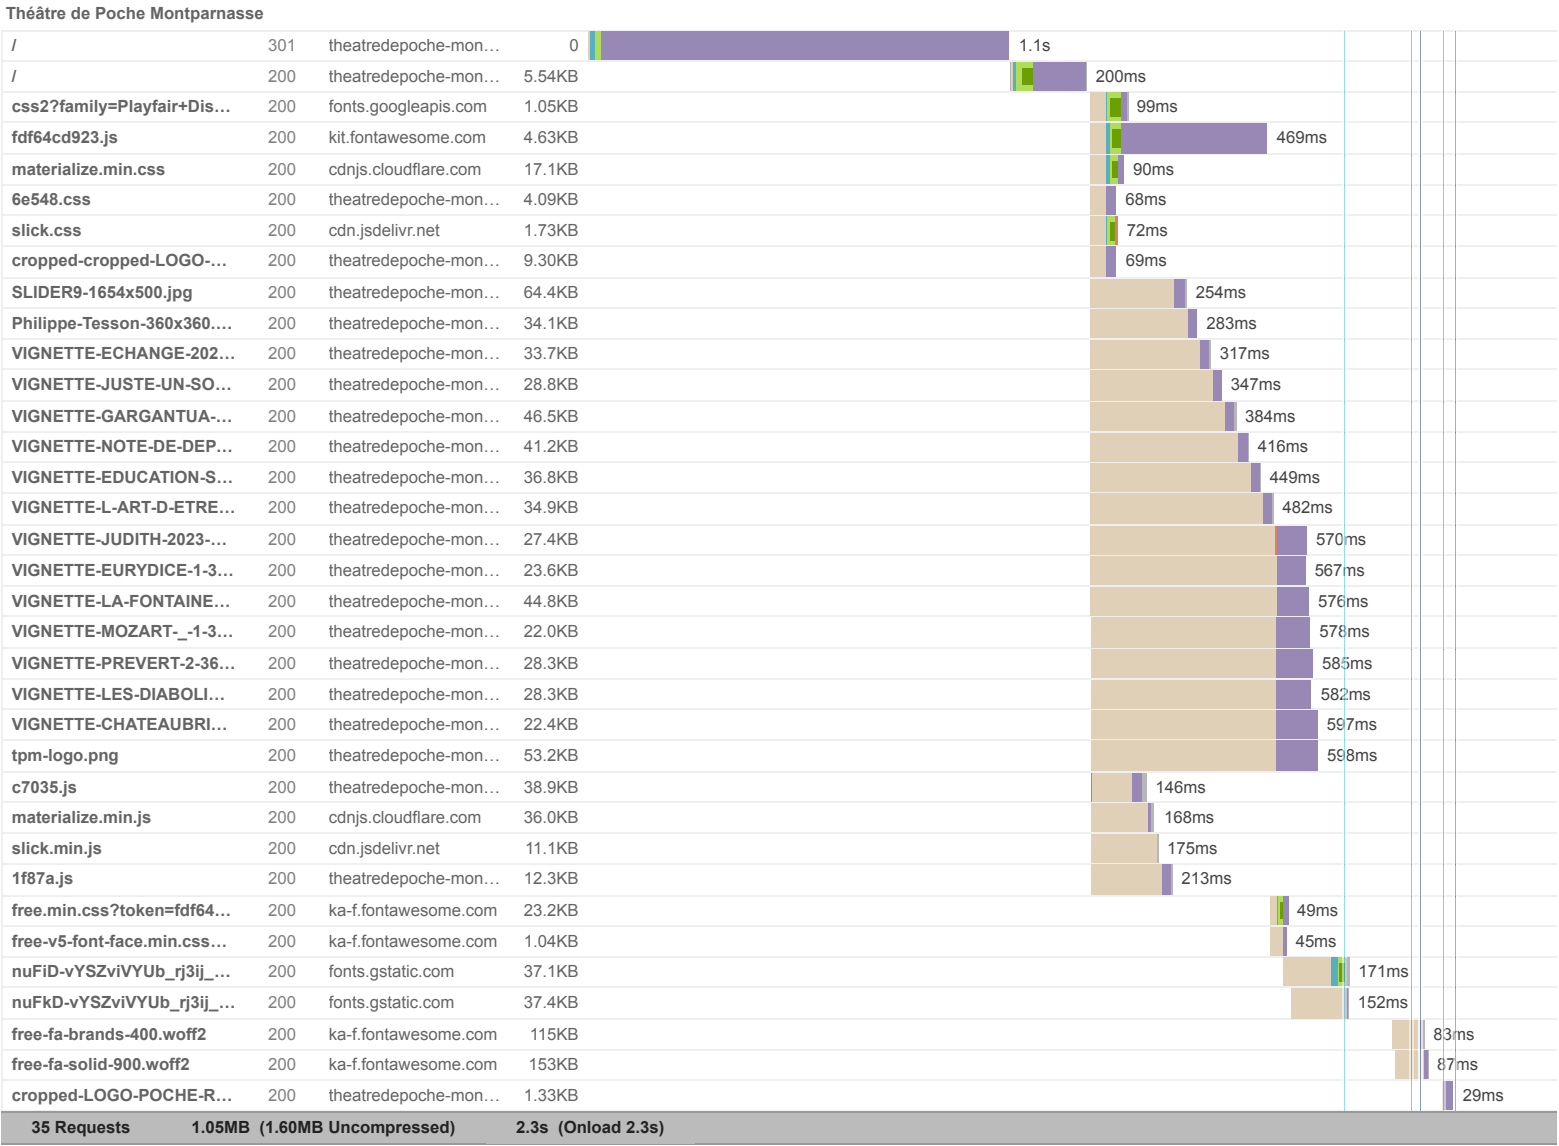 Théâtre de Poche Montparnasse
/ 301 theatredepoche-mon… 0 1.1s
/ 200 theatredepoche-mon… 5.54KB 200ms
css2?family=Playfair+Dis… 200 fonts.googleapis.com 1.05KB 99ms
fdf64cd923.js 200 kit.fontawesome.com 4.63KB 469ms
materialize.min.css 200 cdnjs.cloudflare.com 17.1KB 90ms
6e548.css 200 theatredepoche-mon… 4.09KB 68ms
slick.css 200 cdn.jsdelivr.net 1.73KB 72ms
cropped-cropped-LOGO-… 200 theatredepoche-mon… 9.30KB 69ms
SLIDER9-1654x500.jpg 200 theatredepoche-mon… 64.4KB 254ms
Philippe-Tesson-360x360.… 200 theatredepoche-mon… 34.1KB 283ms
VIGNETTE-ECHANGE-202… 200 theatredepoche-mon… 33.7KB 317ms
VIGNETTE-JUSTE-UN-SO… 200 theatredepoche-mon… 28.8KB 347ms
VIGNETTE-GARGANTUA-… 200 theatredepoche-mon… 46.5KB 384ms
VIGNETTE-NOTE-DE-DEP… 200 theatredepoche-mon… 41.2KB 416ms
VIGNETTE-EDUCATION-S… 200 theatredepoche-mon… 36.8KB 449ms
VIGNETTE-L-ART-D-ETRE… 200 theatredepoche-mon… 34.9KB 482ms
VIGNETTE-JUDITH-2023-… 200 theatredepoche-mon… 27.4KB 570ms
VIGNETTE-EURYDICE-1-3… 200 theatredepoche-mon… 23.6KB 567ms
VIGNETTE-LA-FONTAINE… 200 theatredepoche-mon… 44.8KB 576ms
VIGNETTE-MOZART-_-1-3… 200 theatredepoche-mon… 22.0KB 578ms
VIGNETTE-PREVERT-2-36… 200 theatredepoche-mon… 28.3KB 585ms
VIGNETTE-LES-DIABOLI… 200 theatredepoche-mon… 28.3KB 582ms
VIGNETTE-CHATEAUBRI… 200 theatredepoche-mon… 22.4KB 597ms
tpm-logo.png 200 theatredepoche-mon… 53.2KB 598ms
c7035.js 200 theatredepoche-mon… 38.9KB 146ms
materialize.min.js 200 cdnjs.cloudflare.com 36.0KB 168ms
slick.min.js 200 cdn.jsdelivr.net 11.1KB 175ms
1f87a.js 200 theatredepoche-mon… 12.3KB 213ms
free.min.css?token=fdf64… 200 ka-f.fontawesome.com 23.2KB 49ms
free-v5-font-face.min.css… 200 ka-f.fontawesome.com 1.04KB 45ms
nuFiD-vYSZviVYUb_rj3ij_… 200 fonts.gstatic.com 37.1KB 171ms
nuFkD-vYSZviVYUb_rj3ij_… 200 fonts.gstatic.com 37.4KB 152ms
free-fa-brands-400.woff2 200 ka-f.fontawesome.com 115KB 83ms
free-fa-solid-900.woff2 200 ka-f.fontawesome.com 153KB 87ms
cropped-LOGO-POCHE-R… 200 theatredepoche-mon… 1.33KB 29ms
35 Requests 1.05MB (1.60MB Uncompressed) 2.3s (Onload 2.3s)